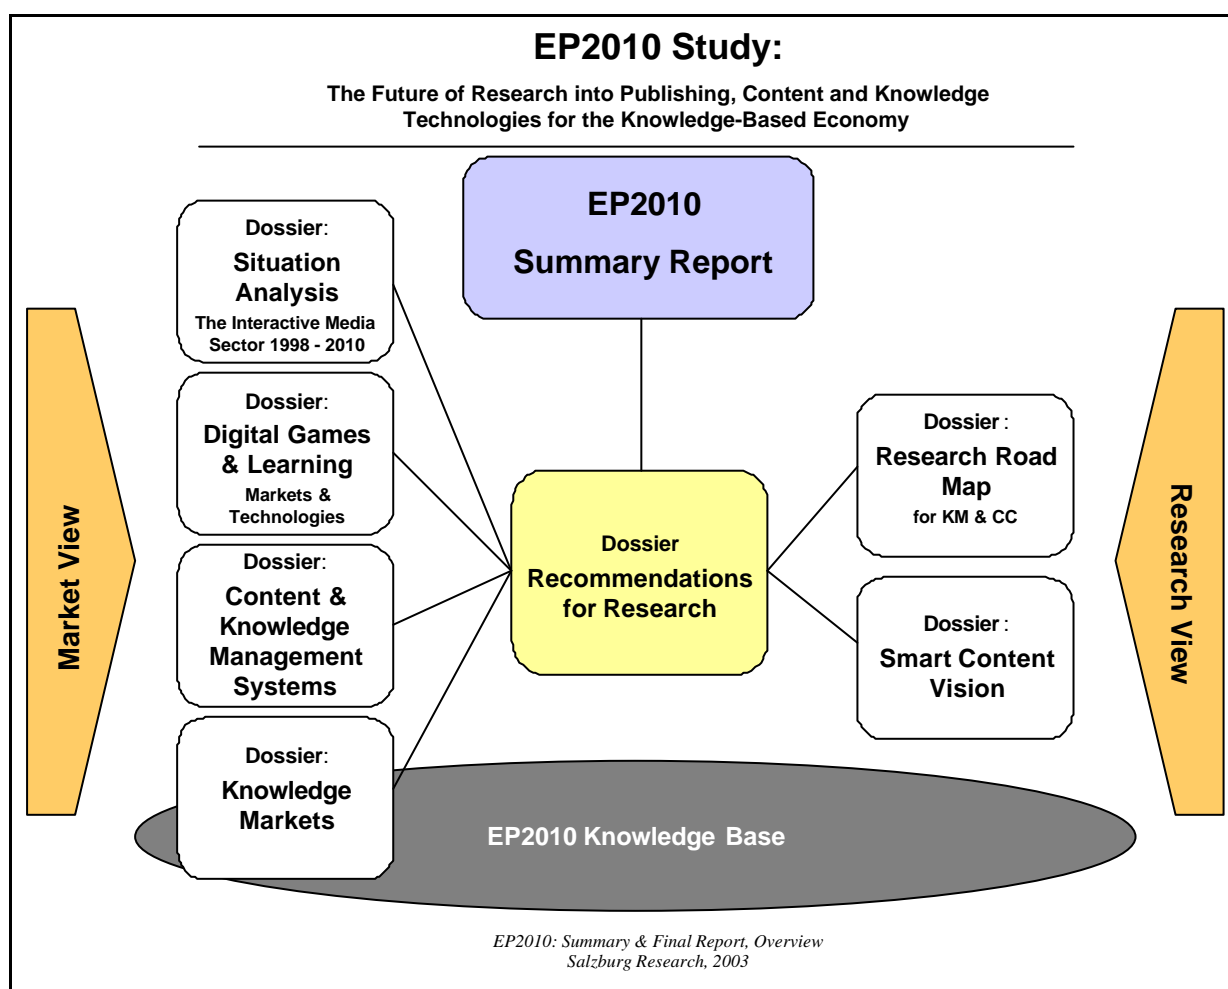 EP2010 Study:
The Future of Research into Publishing, Content and Knowledge
Technologies for the Knowledge-Based Economy
EP2010
Summary Report
Dossier:
Situation
Analysis
The Interactive Media
Sector 1998 - 2010
Dossier:
Digital Games
& Learning
Markets &
Technologies
Dossier:
Content &
Knowledge
Management
Systems
Dossier:
Knowledge
Markets
Market View
Dossier
Recommendations
for Research
Dossier :
Research Road
Map
for KM & CC
Dossier :
Smart Content
Vision
Research View
EP2010 Knowledge Base
EP2010: Summary & Final Report, Overview
Salzburg Research, 2003